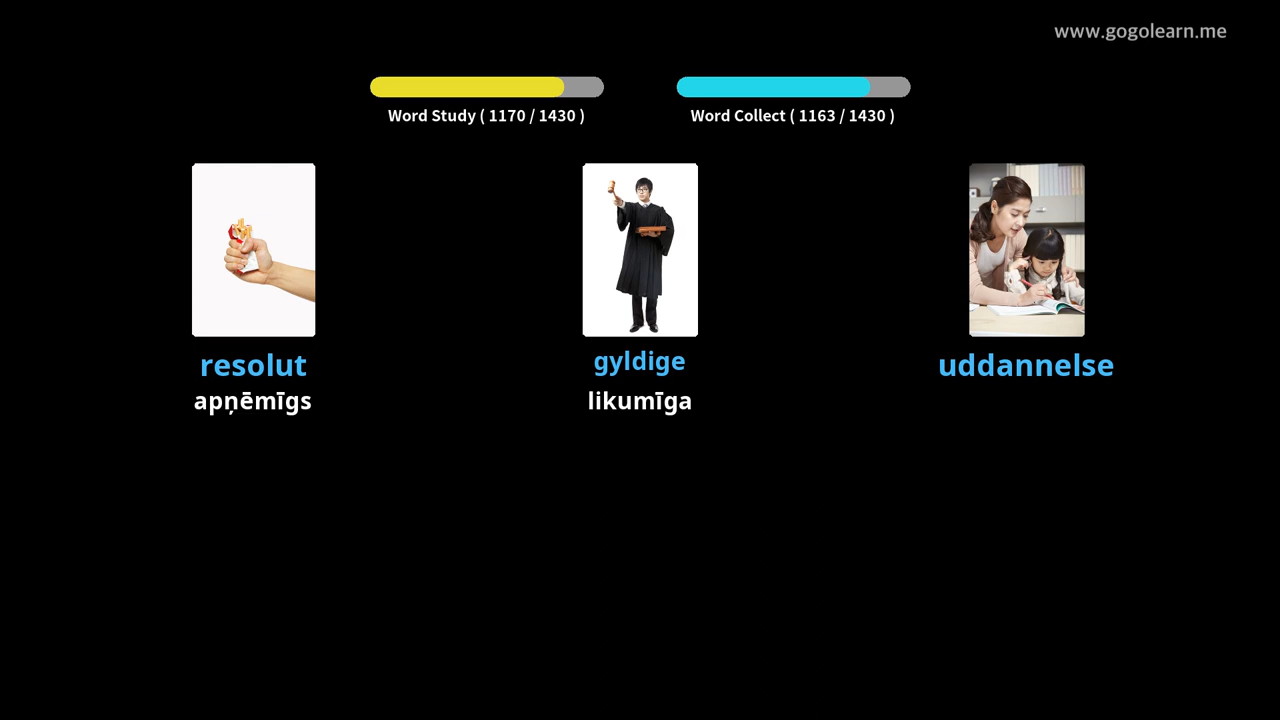 www.gogolearn.me
Word Study ( 1170 / 1430 )
Word Collect ( 1163 / 1430 )
resolut
apņēmīgs
gyldige
likumīga
uddannelse